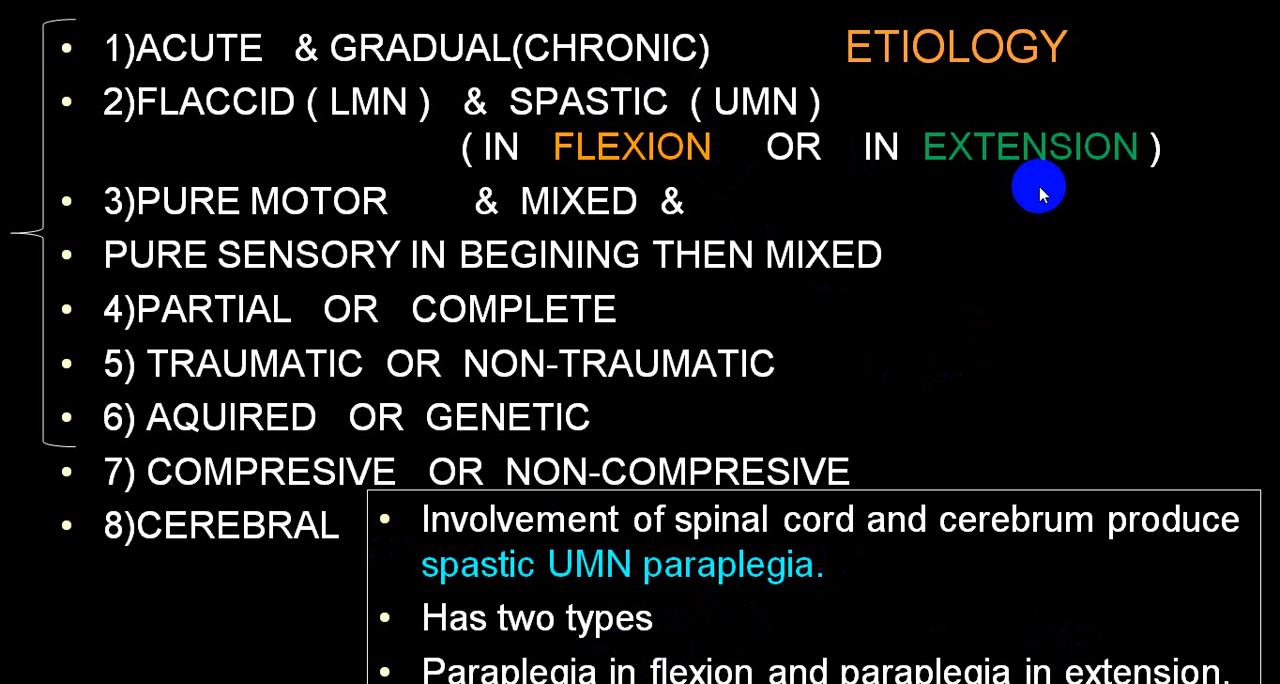 • 1)ACUTE & GRADUAL(CHRONIC) ETIOLOGY
• 2)FLACCID ( LMN ) & SPASTIC ( UMN )
( IN FLEXION OR IN EXTENSION )
• 3)PURE MOTOR & MIXED &
• PURE SENSORY IN BEGINING THEN MIXED
• 4)PARTIAL OR COMPLETE
• 5) TRAUMATIC OR NON-TRAUMATIC
• 6) AQUIRED OR GENETIC
• 7) COMPRESIVE OR NON-COMPRESIVE
• 8)CEREBRAL
• Involvement of spinal cord and cerebrum produce
spastic UMN paraplegia.
• Has two types
• Paraplegia in flexion and paraplegia in extension.